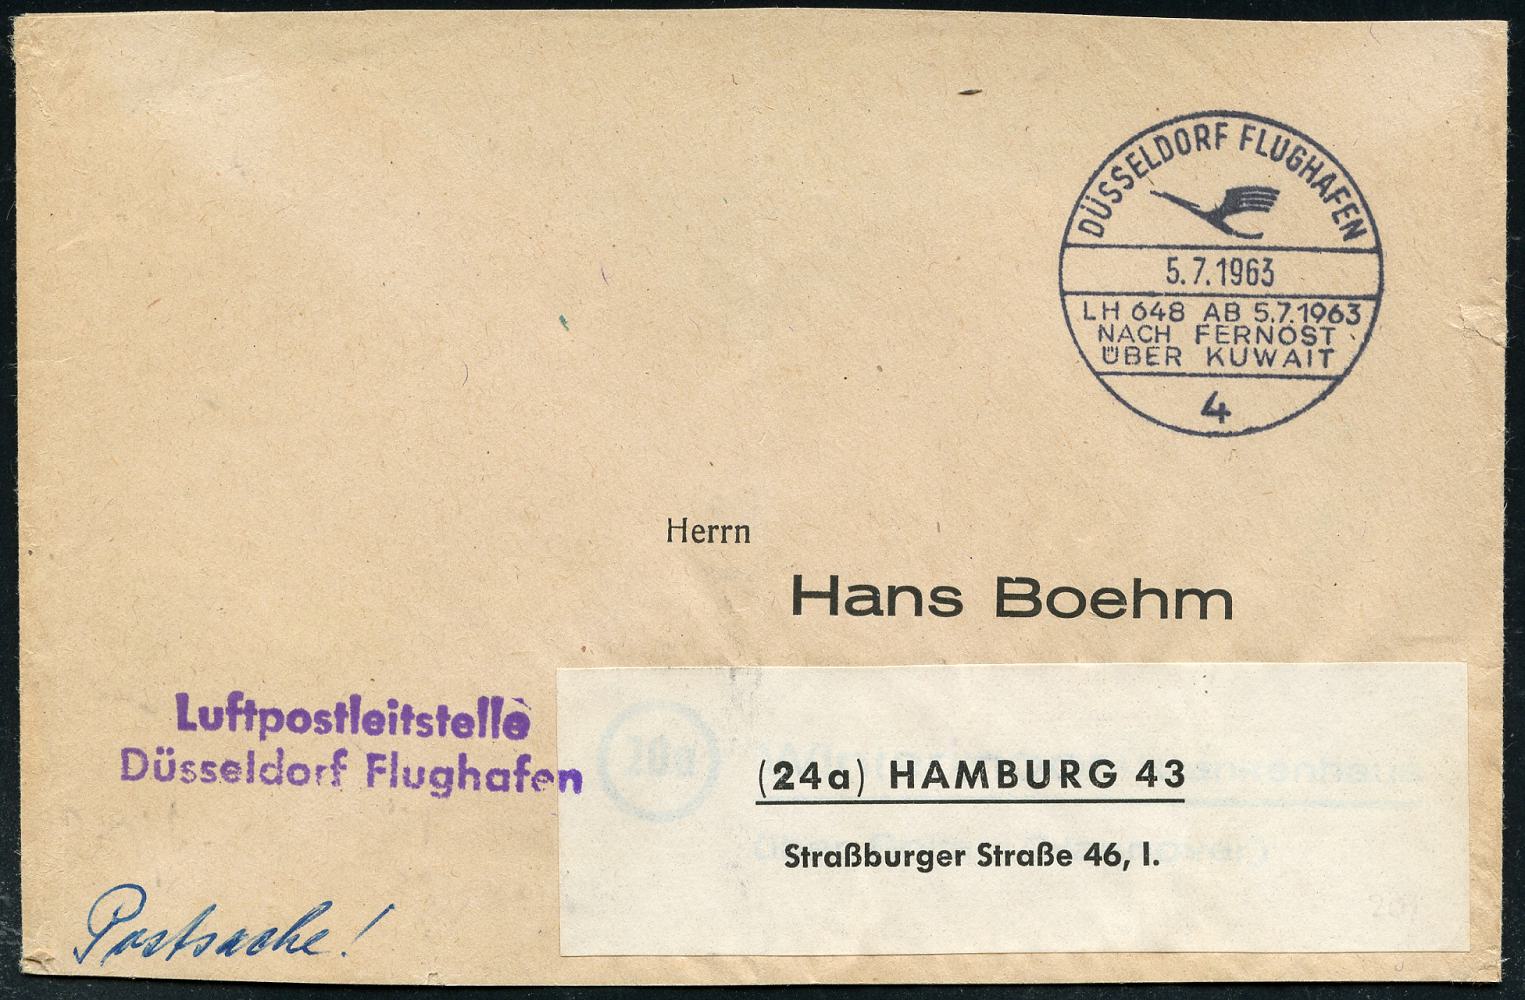 DÜSSELDORF FLUGHAFEN
5.7.1963
LH 648 AB 5.7.1963
NACH FERNOST
ÜBER KUWAIT
4
Herrn
Hans Boehm
Luftpostleitstelle
Düsseldorf Flughafen
20a
(24a) HAMBURG 43
Straßburger Straße 46, I.
Postsache!